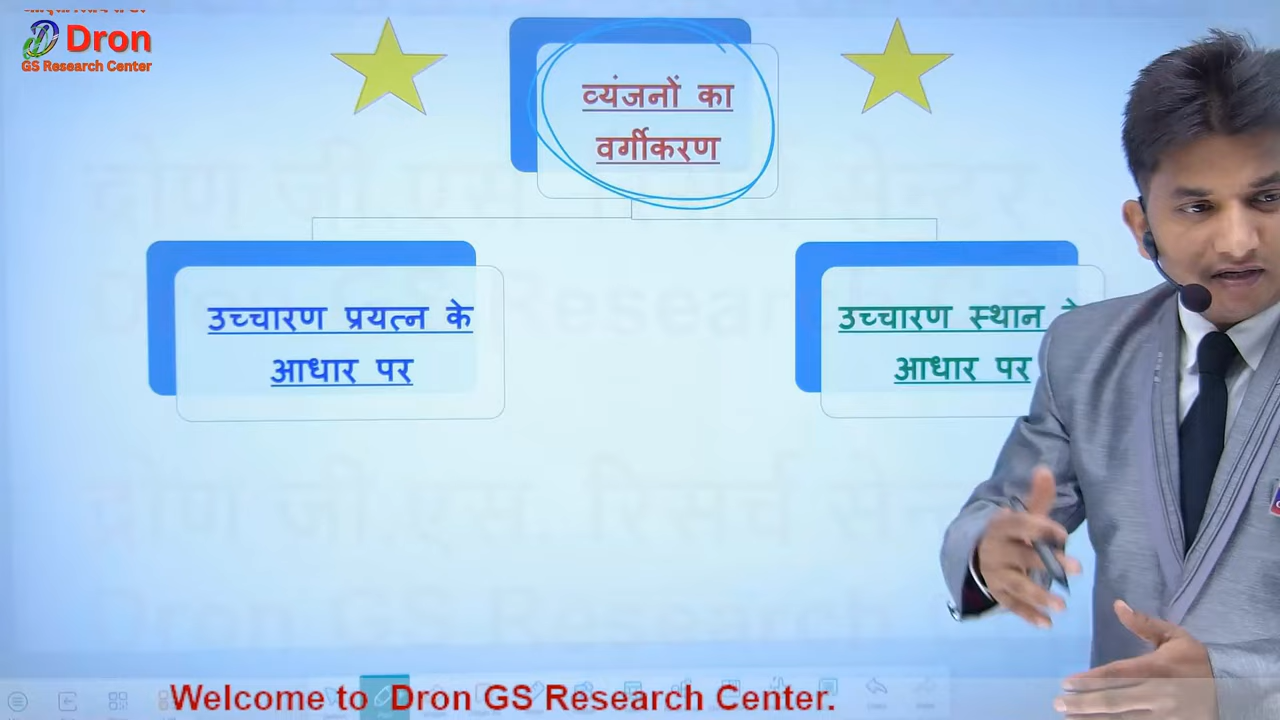 Dron
GS Research Center
व्यंजनों का
वर्गीकरण
उच्चारण प्रयत्न के
आधार पर
उच्चारण स्थान
आधार पर
Welcome to Dron GS Research Center.